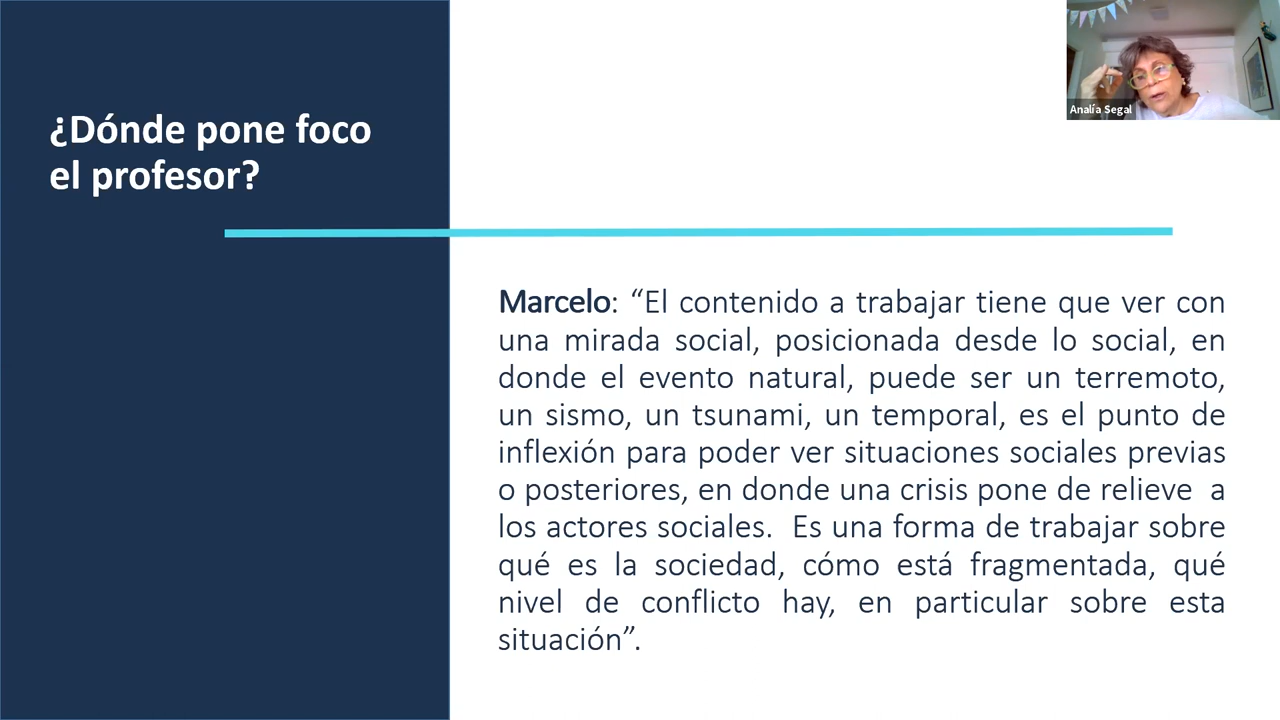 ¿Dónde pone foco
el profesor?
Analía Segal
Marcelo: “El contenido a trabajar tiene que ver con
una mirada social, posicionada desde lo social, en
donde el evento natural, puede ser un terremoto,
un sismo, un tsunami, un temporal, es el punto de
inflexión para poder ver situaciones sociales previas
o posteriores, en donde una crisis pone de relieve  a
los actores sociales.  Es una forma de trabajar sobre
qué es la sociedad, cómo está fragmentada, qué
nivel de conflicto hay, en particular sobre esta
situación”.